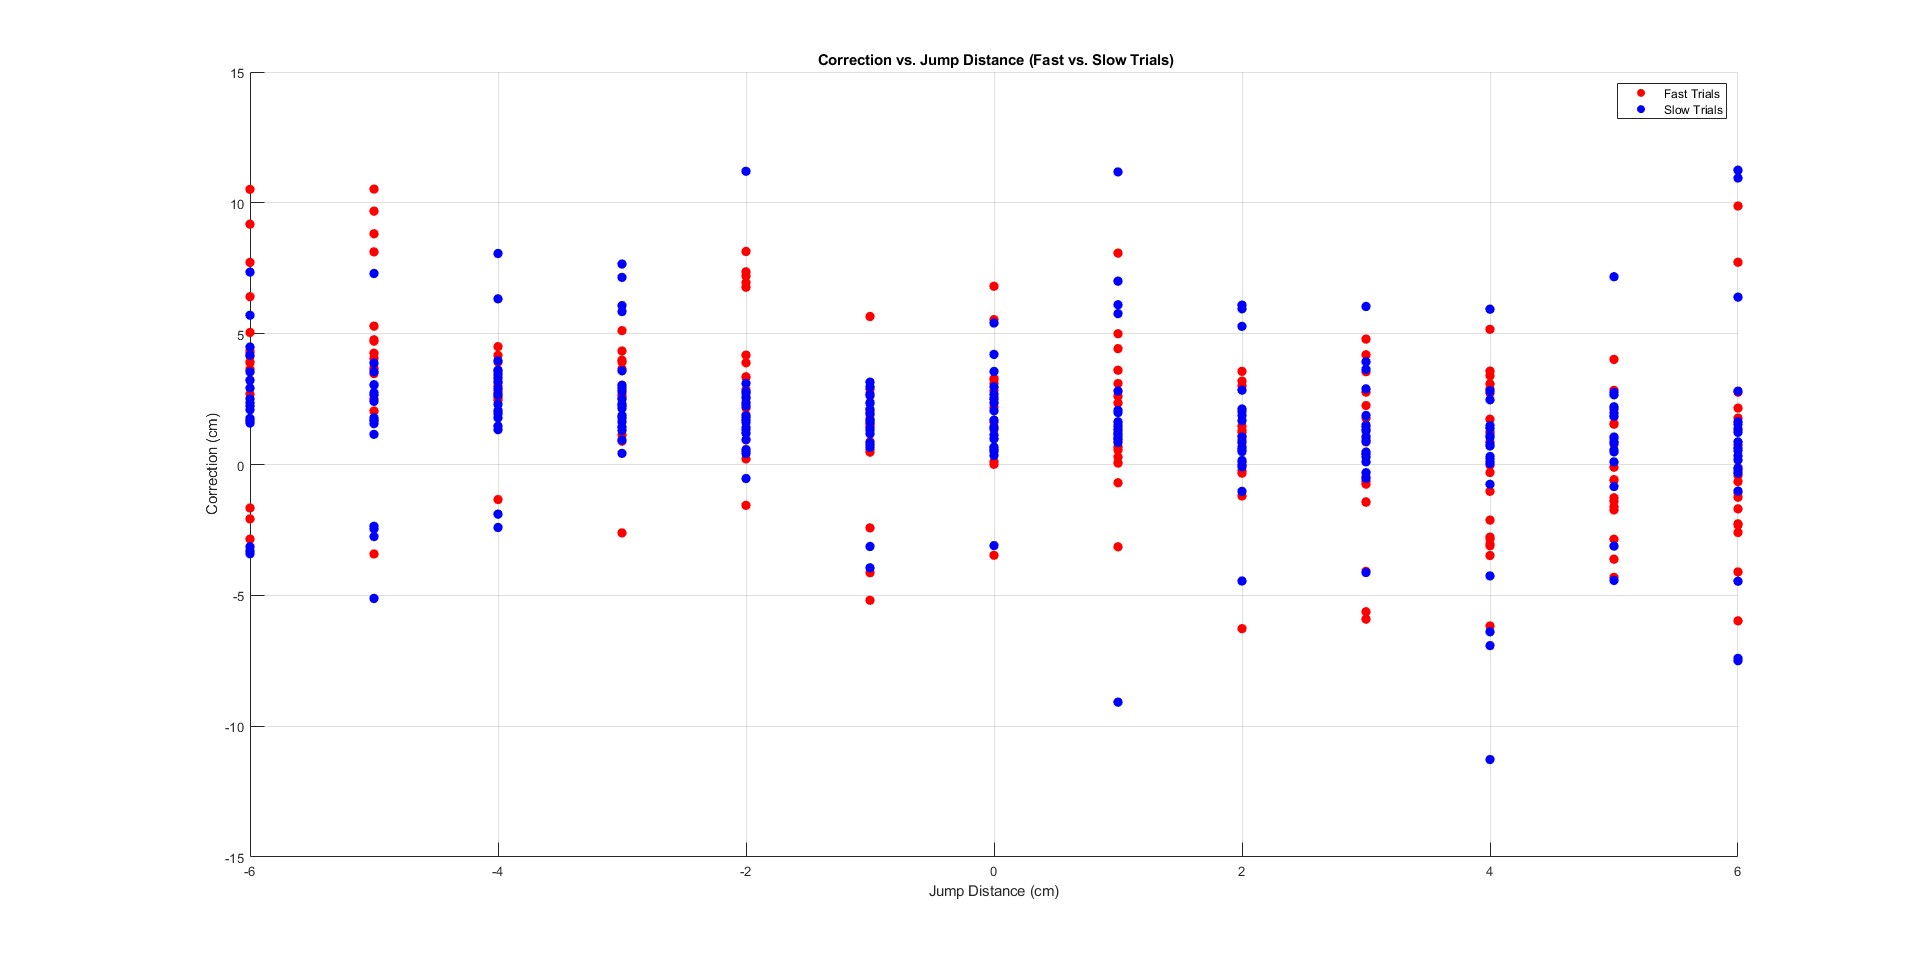 Correction vs. Jump Distance (Fast vs. Slow Trials)
Fast Trials
Slow Trials
15
10
5
0
-5
-10
-15
Correction (cm)
-6
-4
-2
0
2
4
6
Jump Distance (cm)